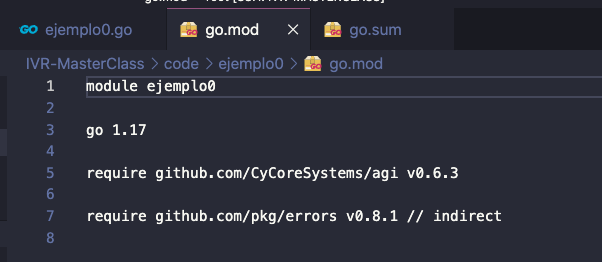 ejemplo0.go
go.mod
go.sum
IVR-MasterClass > code > ejemplo0 > go.mod
1 module ejemplo0
2
3 go 1.17
4
5 require github.com/CyCoreSystems/agi v0.6.3
6
7 require github.com/pkg/errors v0.8.1 // indirect
8